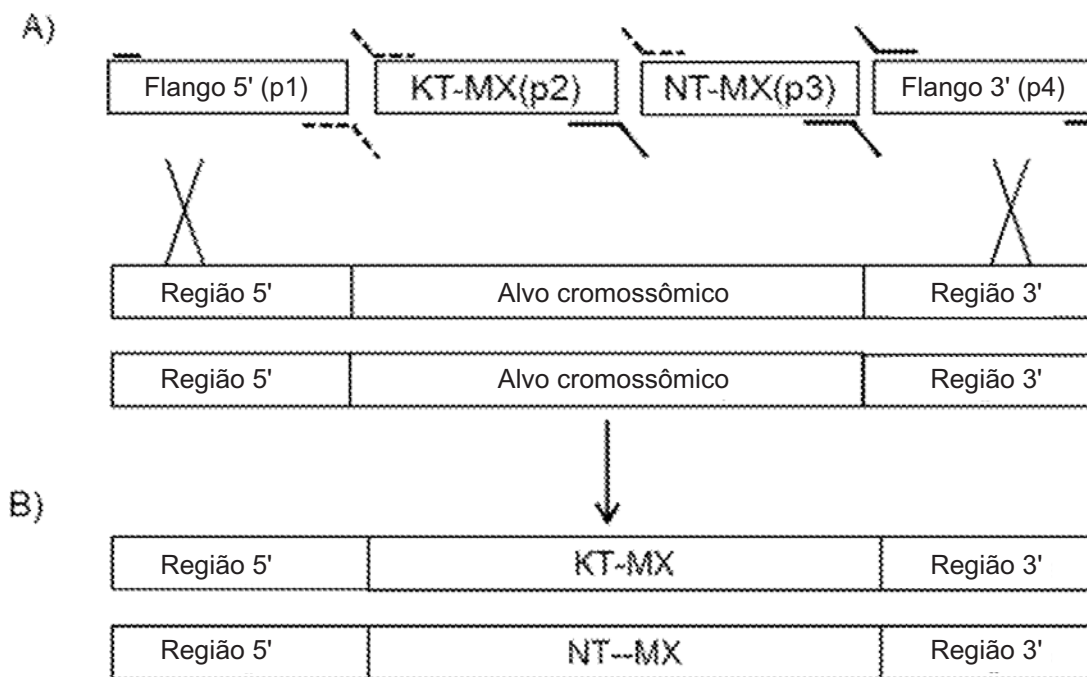 A)
Flango 5' (p1) KT-MX(p2) NT-MX(p3) Flango 3' (p4)
Região 5' Alvo cromossômico Região 3'
Região 5' Alvo cromossômico Região 3'
B)
Região 5' KT-MX Região 3'
Região 5' NT--MX Região 3'